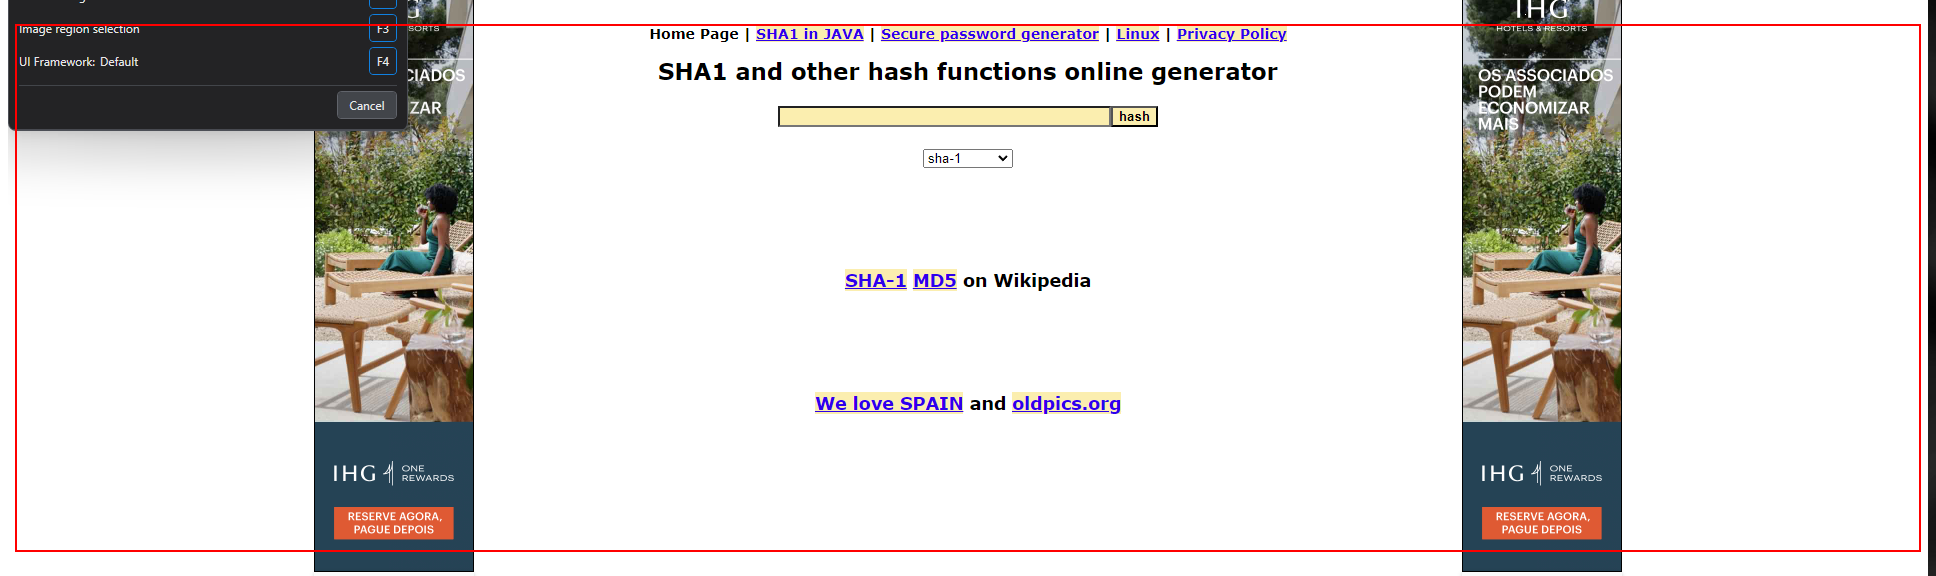 Image region selection F3
UI Framework: Default F4
Cancel
SORTS
CIADOS
ZAR
IHG ONE REWARDS
RESERVE AGORA,
PAGUE DEPOIS
Home Page | SHA1 in JAVA | Secure password generator | Linux | Privacy Policy
SHA1 and other hash functions online generator
hash
sha-1
SHA-1 MD5 on Wikipedia
We love SPAIN and oldpics.org
IHG
HOTELS & RESORTS
OS ASSOCIADOS
PODEM
ECONOMIZAR
MAIS
IHG ONE REWARDS
RESERVE AGORA,
PAGUE DEPOIS